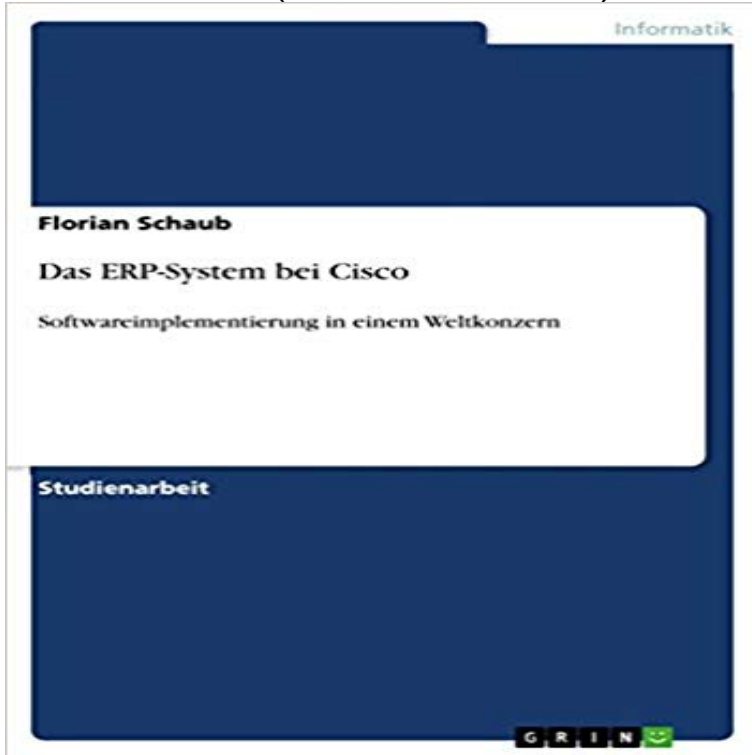 Informatik
Florian Schaub
Das ERP-System bei Cisco
Softwareimplementierung in einem Weltkonzern
Studienarbeit
GRIN